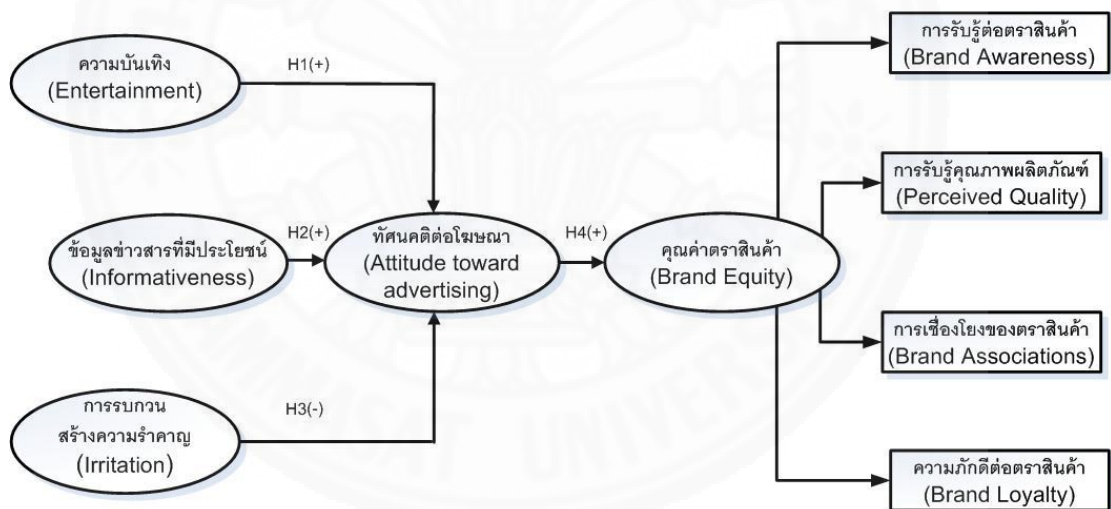 ความบันเทิง
(Entertainment)
H1(+)
ข้อมูลข่าวสารที่มีประโยชน์
(Informativeness)
H2(+)
การรบกวน
สร้างความรำคาญ
(Irritation)
H3(-)
ทัศนคติต่อโฆษณา
(Attitude toward
advertising)
H4(+)
คุณค่าตราสินค้า
(Brand Equity)
การรับรู้ต่อตราสินค้า
(Brand Awareness)
การรับรู้คุณภาพผลิตภัณฑ์
(Perceived Quality)
การเชื่องโยงของตราสินค้า
(Brand Associations)
ความภักดีต่อตราสินค้า
(Brand Loyalty)
MMASAT UNIVERS